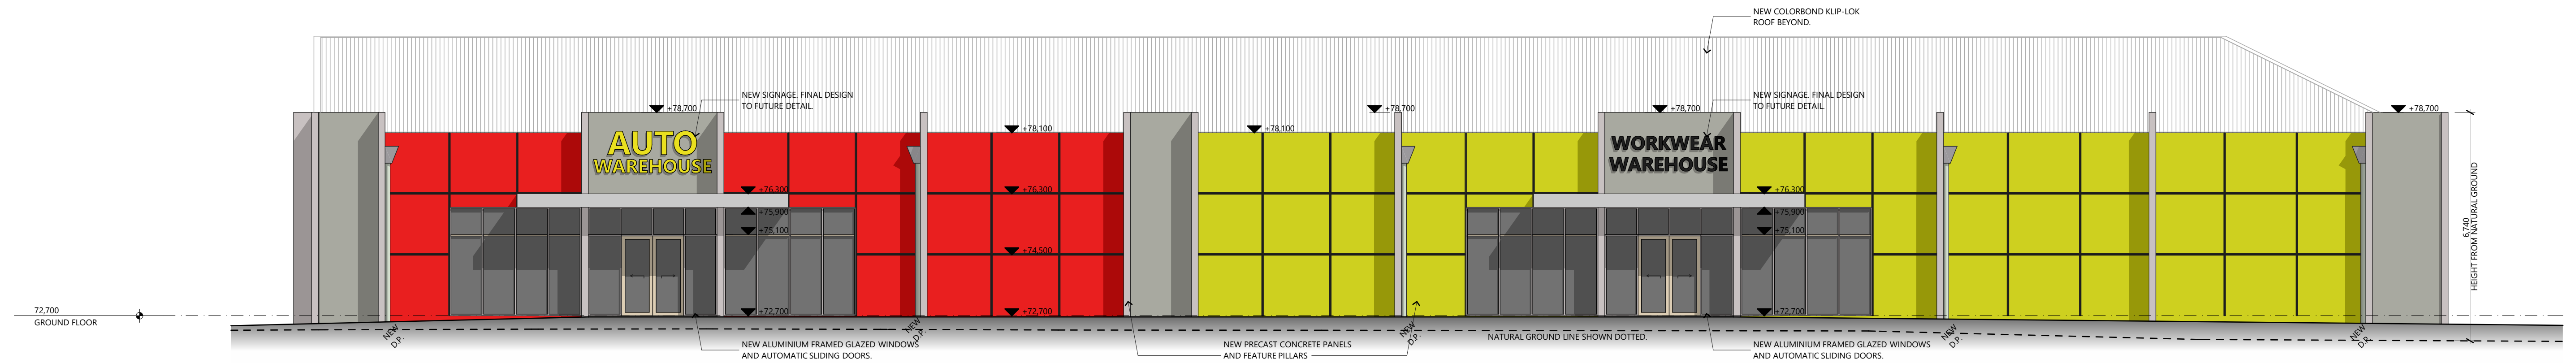 NEW COLORBOND KLIP-LOK
ROOF BEYOND.
NEW SIGNAGE. FINAL DESIGN
TO FUTURE DETAIL.
NEW SIGNAGE. FINAL DESIGN
TO FUTURE DETAIL.
+78,700
+78,700
+78,700
+78,700
+78,100
+78,100
AUTO
WAREHOUSE
WORKWEAR
WAREHOUSE
+76,300
+76,300
+76,300
+75,900
+75,900
+75,100
+75,100
+74,500
6,740
HEIGHT FROM NATURAL GROUND
72,700
GROUND FLOOR
+72,700
+72,700
+72,700
NEW
D.P.
NEW
D.P.
NEW
D.P.
NEW
D.P.
NEW
D.P.
NATURAL GROUND LINE SHOWN DOTTED.
NEW ALUMINIUM FRAMED GLAZED WINDOWS
AND AUTOMATIC SLIDING DOORS.
NEW PRECAST CONCRETE PANELS
AND FEATURE PILLARS
NEW ALUMINIUM FRAMED GLAZED WINDOWS
AND AUTOMATIC SLIDING DOORS.